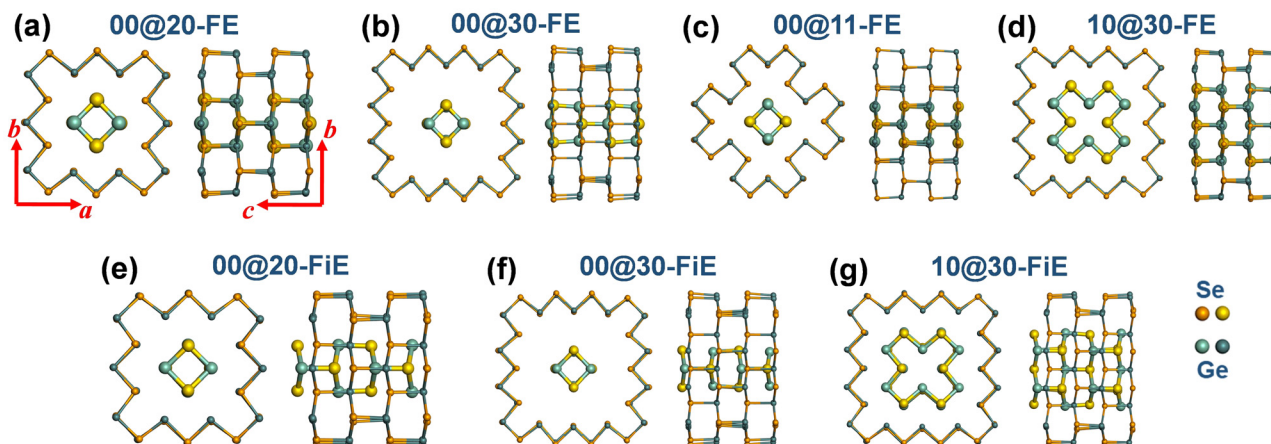 (a) 00@20-FE
(b) 00@30-FE
(c) 00@11-FE
(d) 10@30-FE
b
a
b
c
(e) 00@20-FiE
(f) 00@30-FiE
(g) 10@30-FiE
Se
Ge